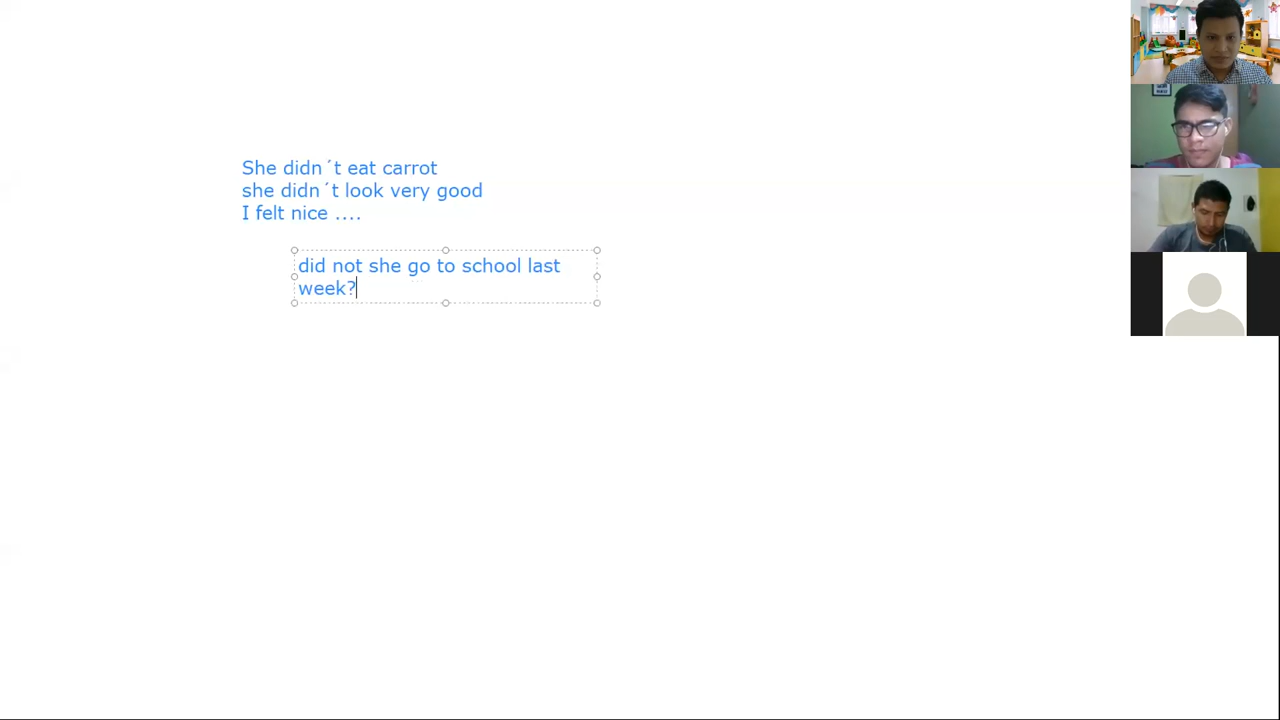 She didn´t eat carrot
she didn´t look very good
I felt nice ....
did not she go to school last
week?